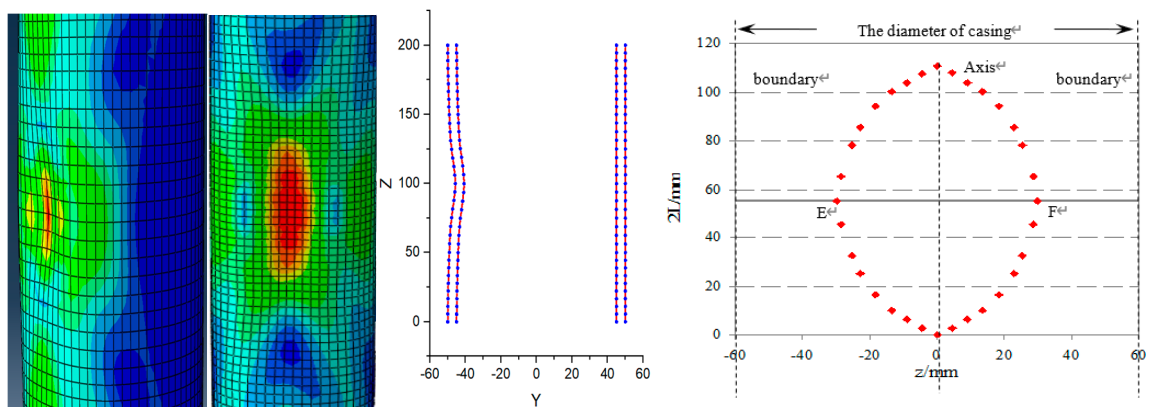 200
150
100
50
0
Z
-60 -40 -20 0 20 40 60
Y
The diameter of casing↵
120
100
80
60
40
20
0
2L/mm
boundary↵
Axis↵
boundary↵
E↵
F↵
-60 -40 -20 0 20 40 60
z/mm